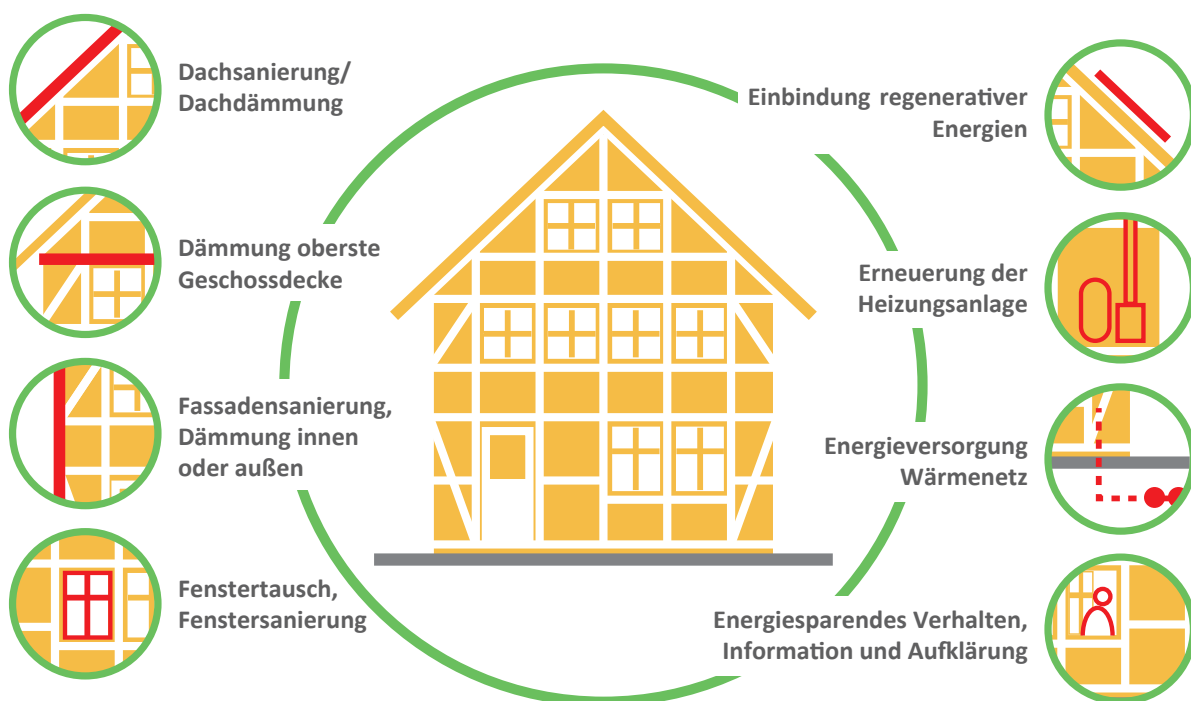 Dachsanierung/
Dachdämmung
Dämmung oberste
Geschossdecke
Fassadensanierung,
Dämmung innen
oder außen
Fenstertausch,
Fenstersanierung
Einbindung regenerativer
Energien
Erneuerung der
Heizungsanlage
Energieversorgung
Wärmenetz
Energiesparendes Verhalten,
Information und Aufklärung